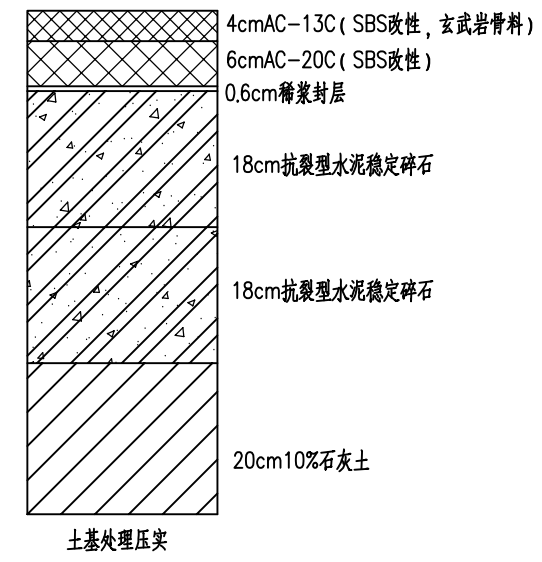 4cmAC-13C(SBS改性,玄武岩骨料)
6cmAC-20C(SBS改性)
0.6cm稀浆封层
18cm抗裂型水泥稳定碎石
18cm抗裂型水泥稳定碎石
20cm10%石灰土
土基处理压实